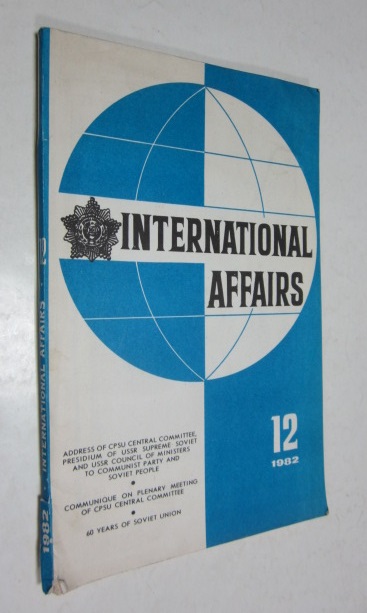 INTERNATIONAL
AFFAIRS
12
1982
ADDRESS OF CPSU CENTRAL COMMITTEE,
PRESIDIUM OF USSR SUPREME SOVIET
AND USSR COUNCIL OF MINISTERS
TO COMMUNIST PARTY AND
SOVIET PEOPLE
•
COMMUNIQUE ON PLENARY MEETING
OF CPSU CENTRAL COMMITTEE
•
60 YEARS OF SOVIET UNION
1982
INTERNATIONAL AFFAIRS